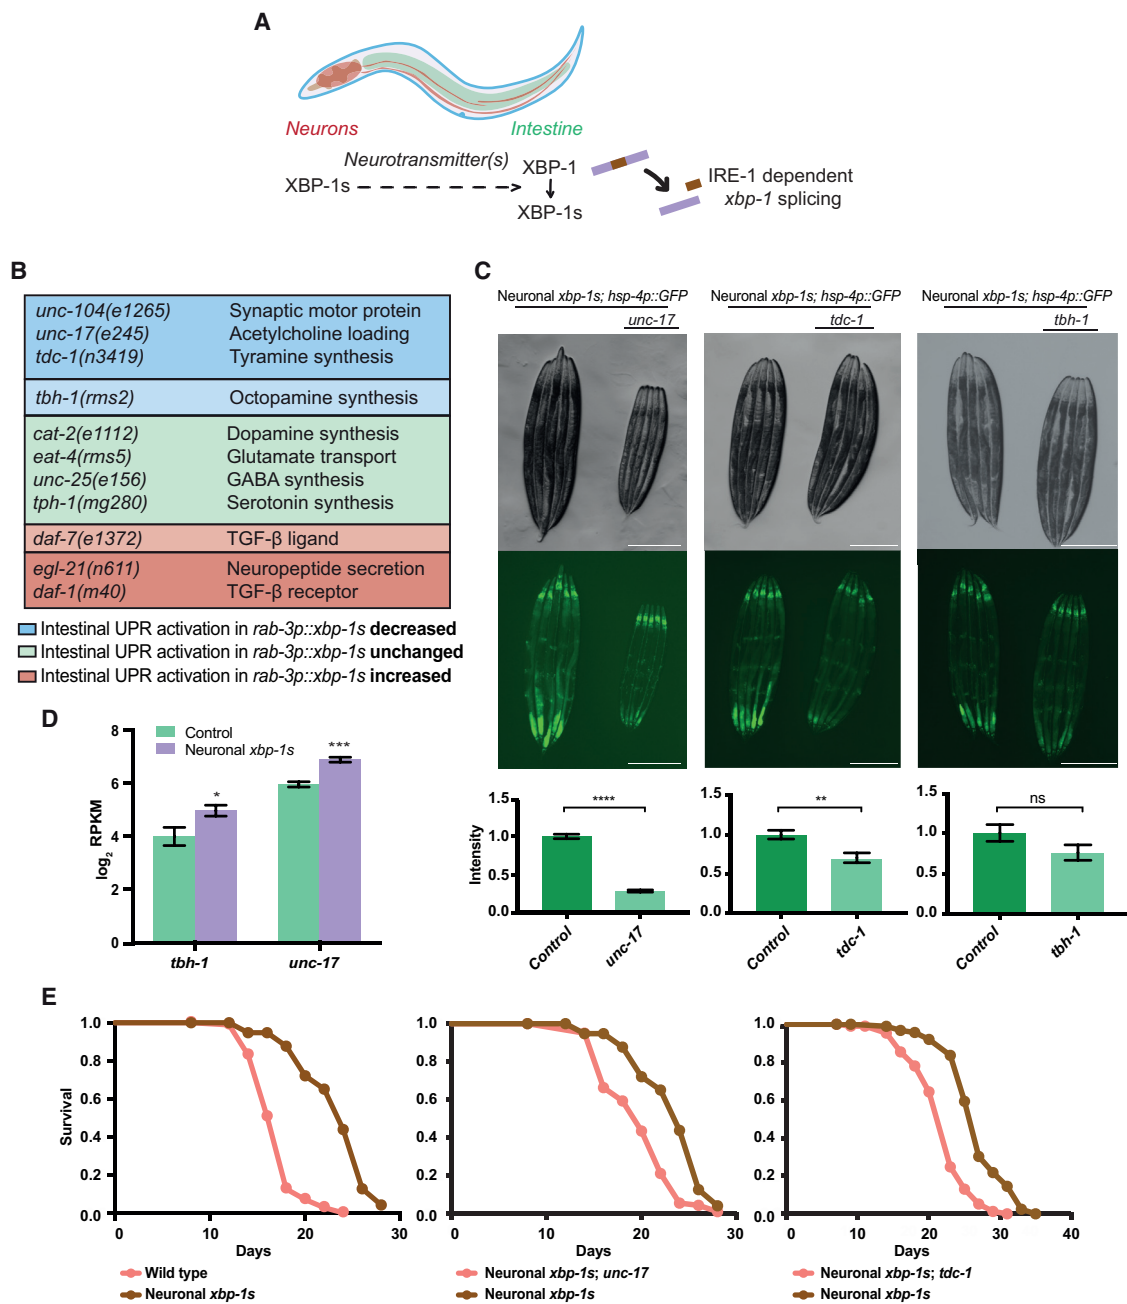 A
Neurons
Intestine
Neurotransmitter(s)
XBP-1s
XBP-1
XBP-1s
IRE-1 dependent
xbp-1 splicing
B
unc-104(e1265) Synaptic motor protein
unc-17(e245) Acetylcholine loading
tdc-1(n3419) Tyramine synthesis
tbh-1(rms2) Octopamine synthesis
cat-2(e1112) Dopamine synthesis
eat-4(rms5) Glutamate transport
unc-25(e156) GABA synthesis
tph-1(mg280) Serotonin synthesis
daf-7(e1372) TGF-β ligand
egl-21(n611) Neuropeptide secretion
daf-1(m40) TGF-β receptor
Intestinal UPR activation in rab-3p::xbp-1s decreased
Intestinal UPR activation in rab-3p::xbp-1s unchanged
Intestinal UPR activation in rab-3p::xbp-1s increased
C
Neuronal xbp-1s; hsp-4p::GFP
unc-17
Neuronal xbp-1s; hsp-4p::GFP
tdc-1
Neuronal xbp-1s; hsp-4p::GFP
tbh-1
Intensity
1.5
1.0
0.5
0.0
****
Control
unc-17
1.5
1.0
0.5
0.0
**
Control
tdc-1
1.5
1.0
0.5
0.0
ns
Control
tbh-1
D
Control
Neuronal xbp-1s
log2 RPKM
8
6
4
2
0
*
***
tbh-1
unc-17
E
Survival
1.0
0.8
0.6
0.4
0.2
0.0
0
10
20
30
Days
Wild type
Neuronal xbp-1s
1.0
0.8
0.6
0.4
0.2
0.0
0
10
20
30
Days
Neuronal xbp-1s; unc-17
Neuronal xbp-1s
1.0
0.8
0.6
0.4
0.2
0.0
0
10
20
30
40
Days
Neuronal xbp-1s; tdc-1
Neuronal xbp-1s